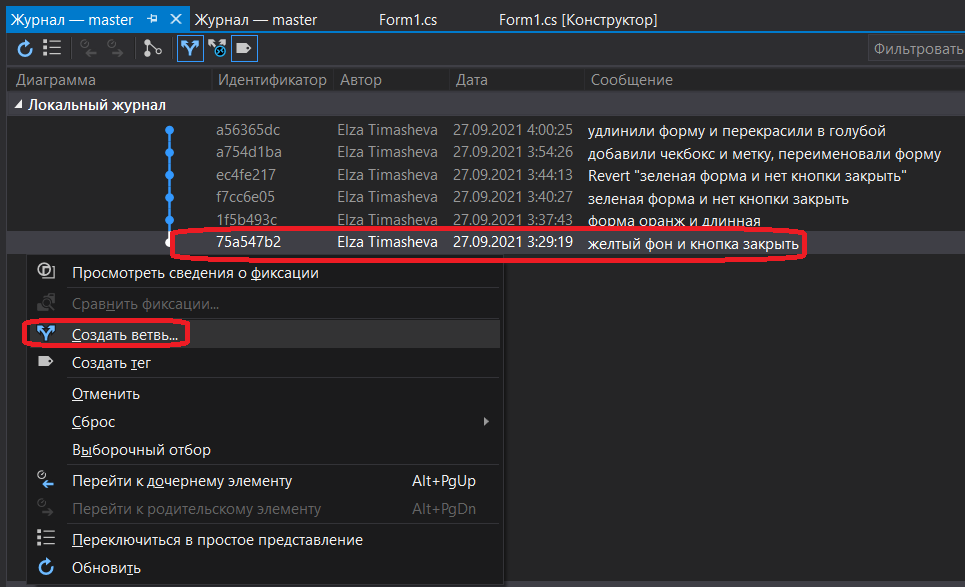 Журнал — master Журнал — master Form1.cs Form1.cs [Конструктор]
Фильтровать
Диаграмма Идентификатор Автор Дата Сообщение
Локальный журнал
a56365dc Elza Timasheva 27.09.2021 4:00:25 удлинили форму и перекрасили в голубой
a754d1ba Elza Timasheva 27.09.2021 3:54:26 добавили чекбокс и метку, переименовали форму
ec4fe217 Elza Timasheva 27.09.2021 3:44:13 Revert "зеленая форма и нет кнопки закрыть"
f7cc6e05 Elza Timasheva 27.09.2021 3:40:27 зеленая форма и нет кнопки закрыть
1f5b493c Elza Timasheva 27.09.2021 3:37:43 форма оранж и длинная
75a547b2 Elza Timasheva 27.09.2021 3:29:19 желтый фон и кнопка закрыть
Просмотреть сведения о фиксации
Сравнить фиксации...
Создать ветвь...
Создать тег
Отменить
Сброс
Выборочный отбор
Перейти к дочернему элементу Alt+PgUp
Перейти к родительскому элементу Alt+PgDn
Переключиться в простое представление
Обновить